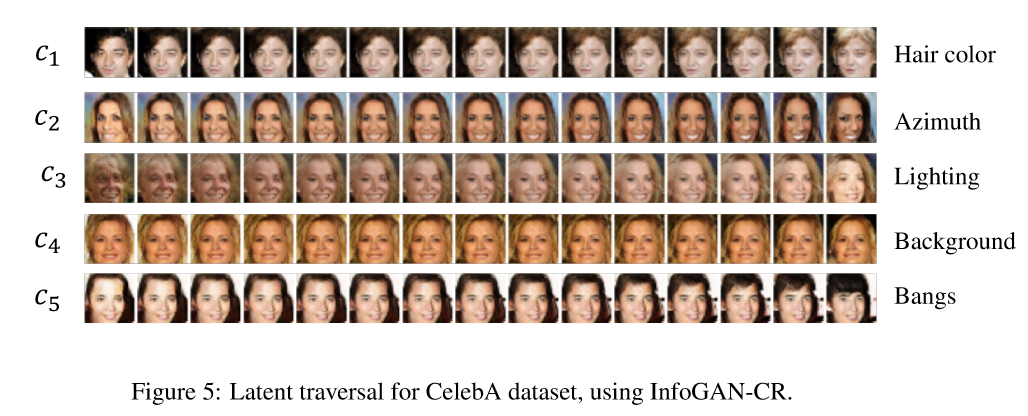 c1 Hair color
c2 Azimuth
c3 Lighting
c4 Background
c5 Bangs
Figure 5: Latent traversal for CelebA dataset, using InfoGAN-CR.